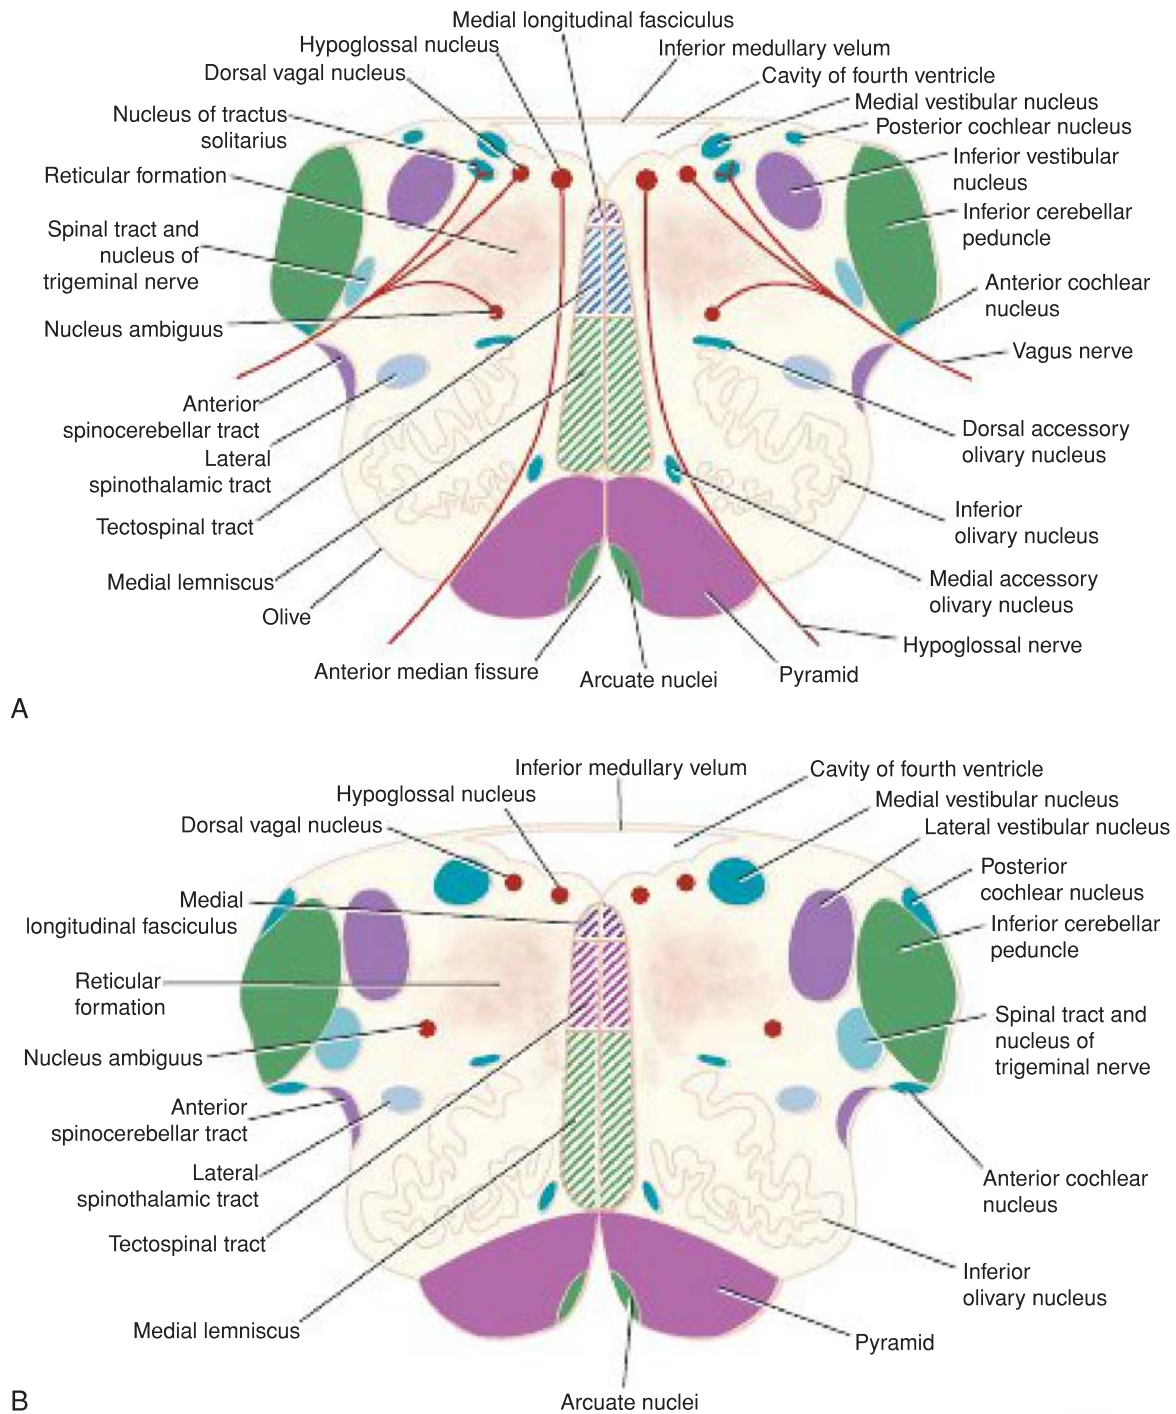 Medial longitudinal fasciculus
Hypoglossal nucleus
Inferior medullary velum
Dorsal vagal nucleus
Cavity of fourth ventricle
Nucleus of tractus
solitarius
Medial vestibular nucleus
Posterior cochlear nucleus
Reticular formation
Inferior vestibular
nucleus
Spinal tract and
nucleus of
trigeminal nerve
Inferior cerebellar
peduncle
Nucleus ambiguus
Anterior cochlear
nucleus
Vagus nerve
Anterior
spinocerebellar tract
Dorsal accessory
olivary nucleus
Lateral
spinothalamic tract
Inferior
olivary nucleus
Tectospinal tract
Medial lemniscus
Medial accessory
olivary nucleus
Olive
Hypoglossal nerve
Anterior median fissure
Arcuate nuclei
Pyramid
A
Inferior medullary velum
Cavity of fourth ventricle
Hypoglossal nucleus
Medial vestibular nucleus
Dorsal vagal nucleus
Lateral vestibular nucleus
Posterior
cochlear nucleus
Medial
longitudinal fasciculus
Inferior cerebellar
peduncle
Reticular
formation
Spinal tract and
nucleus of
trigeminal nerve
Nucleus ambiguus
Anterior
spinocerebellar tract
Lateral
spinothalamic tract
Anterior cochlear
nucleus
Tectospinal tract
Inferior
olivary nucleus
Medial lemniscus
Pyramid
Arcuate nuclei
B